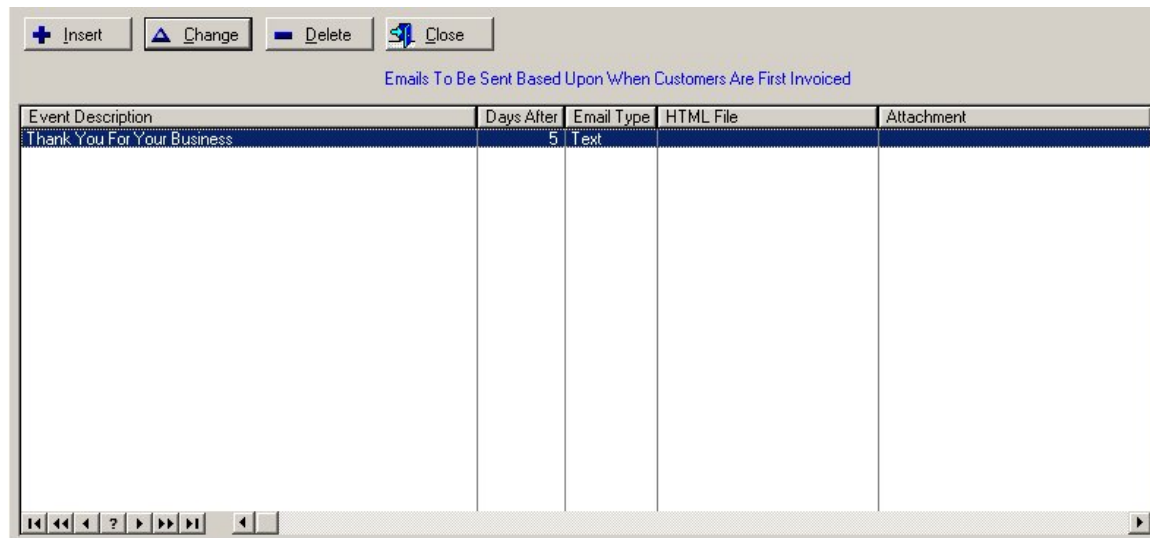 Insert Change Delete Close
Emails To Be Sent Based Upon When Customers Are First Invoiced
Event Description Days After Email Type HTML File Attachment
Thank You For Your Business 5 Text
?